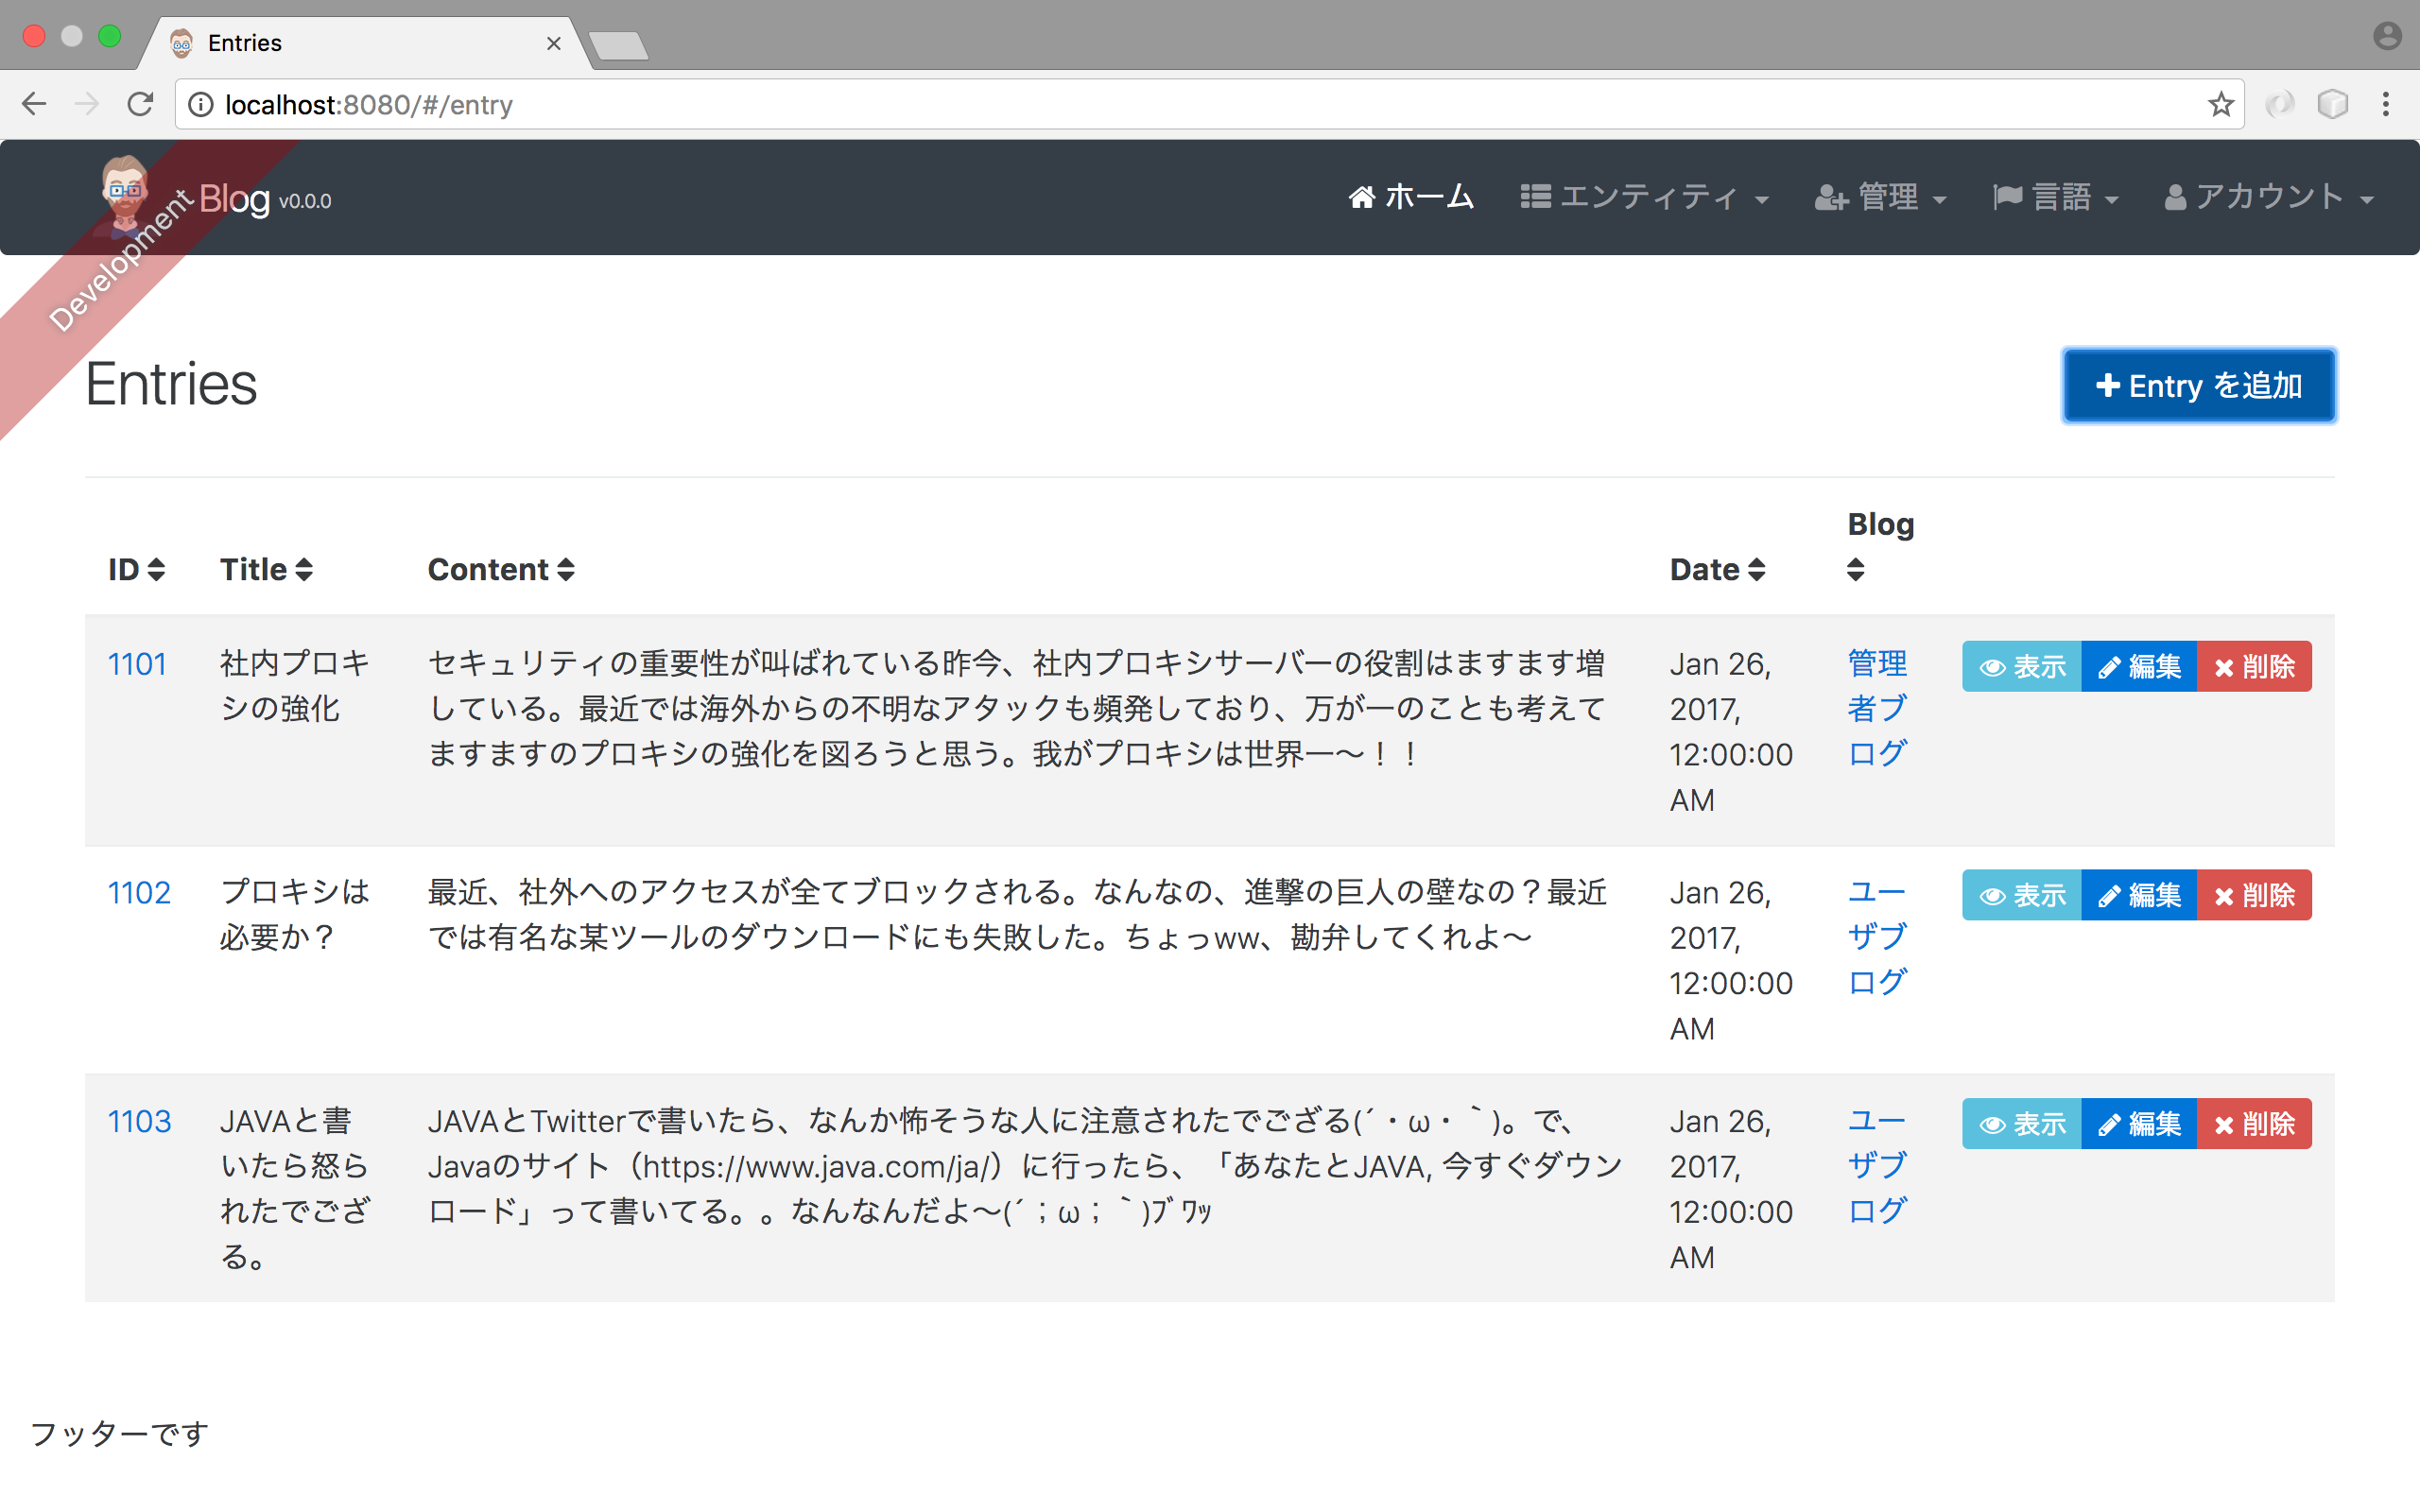 Entries
localhost:8080/#/entry
Development
Blog v0.0.0
ホーム エンティティ 管理 言語 アカウント
Entries
Entry を追加
ID Title Content Date Blog
1101
社内プロキ
シの強化
セキュリティの重要性が叫ばれている昨今、社内プロキシサーバーの役割はますます増
している。最近では海外からの不明なアタックも頻発しており、万が一のことも考えて
ますますのプロキシの強化を図ろうと思う。我がプロキシは世界一〜！！
Jan 26,
2017,
12:00:00
AM
管理
者ブ
ログ
表示 編集 削除
1102
プロキシは
必要か？
最近、社外へのアクセスが全てブロックされる。なんなの、進撃の巨人の壁なの？最近
では有名な某ツールのダウンロードにも失敗した。ちょっww、勘弁してくれよ〜
Jan 26,
2017,
12:00:00
AM
ユー
ザブ
ログ
表示 編集 削除
1103
JAVAと書
いたら怒ら
れたでござ
る。
JAVAとTwitterで書いたら、なんか怖そうな人に注意されたでござる(´・ω・｀)。で、
Javaのサイト（https://www.java.com/ja/）に行ったら、「あなたとJAVA, 今すぐダウン
ロード」って書いてる。。なんなんだよ〜(´；ω；｀)ﾌﾞﾜｯ
Jan 26,
2017,
12:00:00
AM
ユー
ザブ
ログ
表示 編集 削除
フッターです